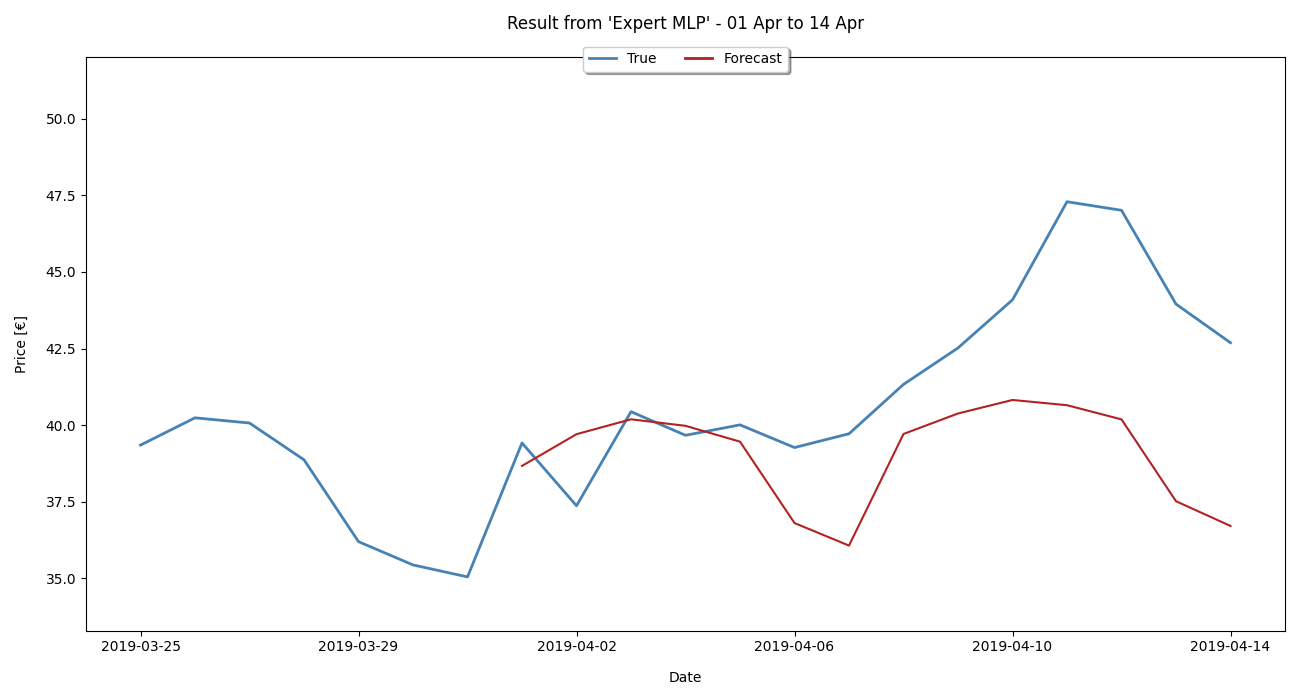 Result from 'Expert MLP' - 01 Apr to 14 Apr
True Forecast
50.0
47.5
45.0
42.5
40.0
37.5
35.0
Price [€]
2019-03-25 2019-03-29 2019-04-02 2019-04-06 2019-04-10 2019-04-14
Date